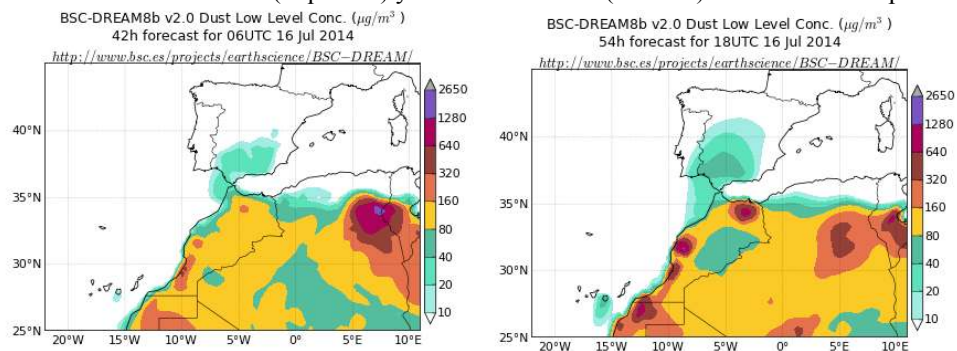 BSC-DREAM8b v2.0 Dust Low Level Conc. (μg/m³)
42h forecast for 06UTC 16 Jul 2014
http://www.bsc.es/projects/earthscience/BSC-DREAM/
40°N
35°N
30°N
25°N
20°W 15°W 10°W 5°W 0°E 5°E 10°E
2650
1280
640
320
160
80
40
20
10
BSC-DREAM8b v2.0 Dust Low Level Conc. (μg/m³)
54h forecast for 18UTC 16 Jul 2014
http://www.bsc.es/projects/earthscience/BSC-DREAM/
40°N
35°N
30°N
25°N
20°W 15°W 10°W 5°W 0°E 5°E 10°E
2650
1280
640
320
160
80
40
20
10